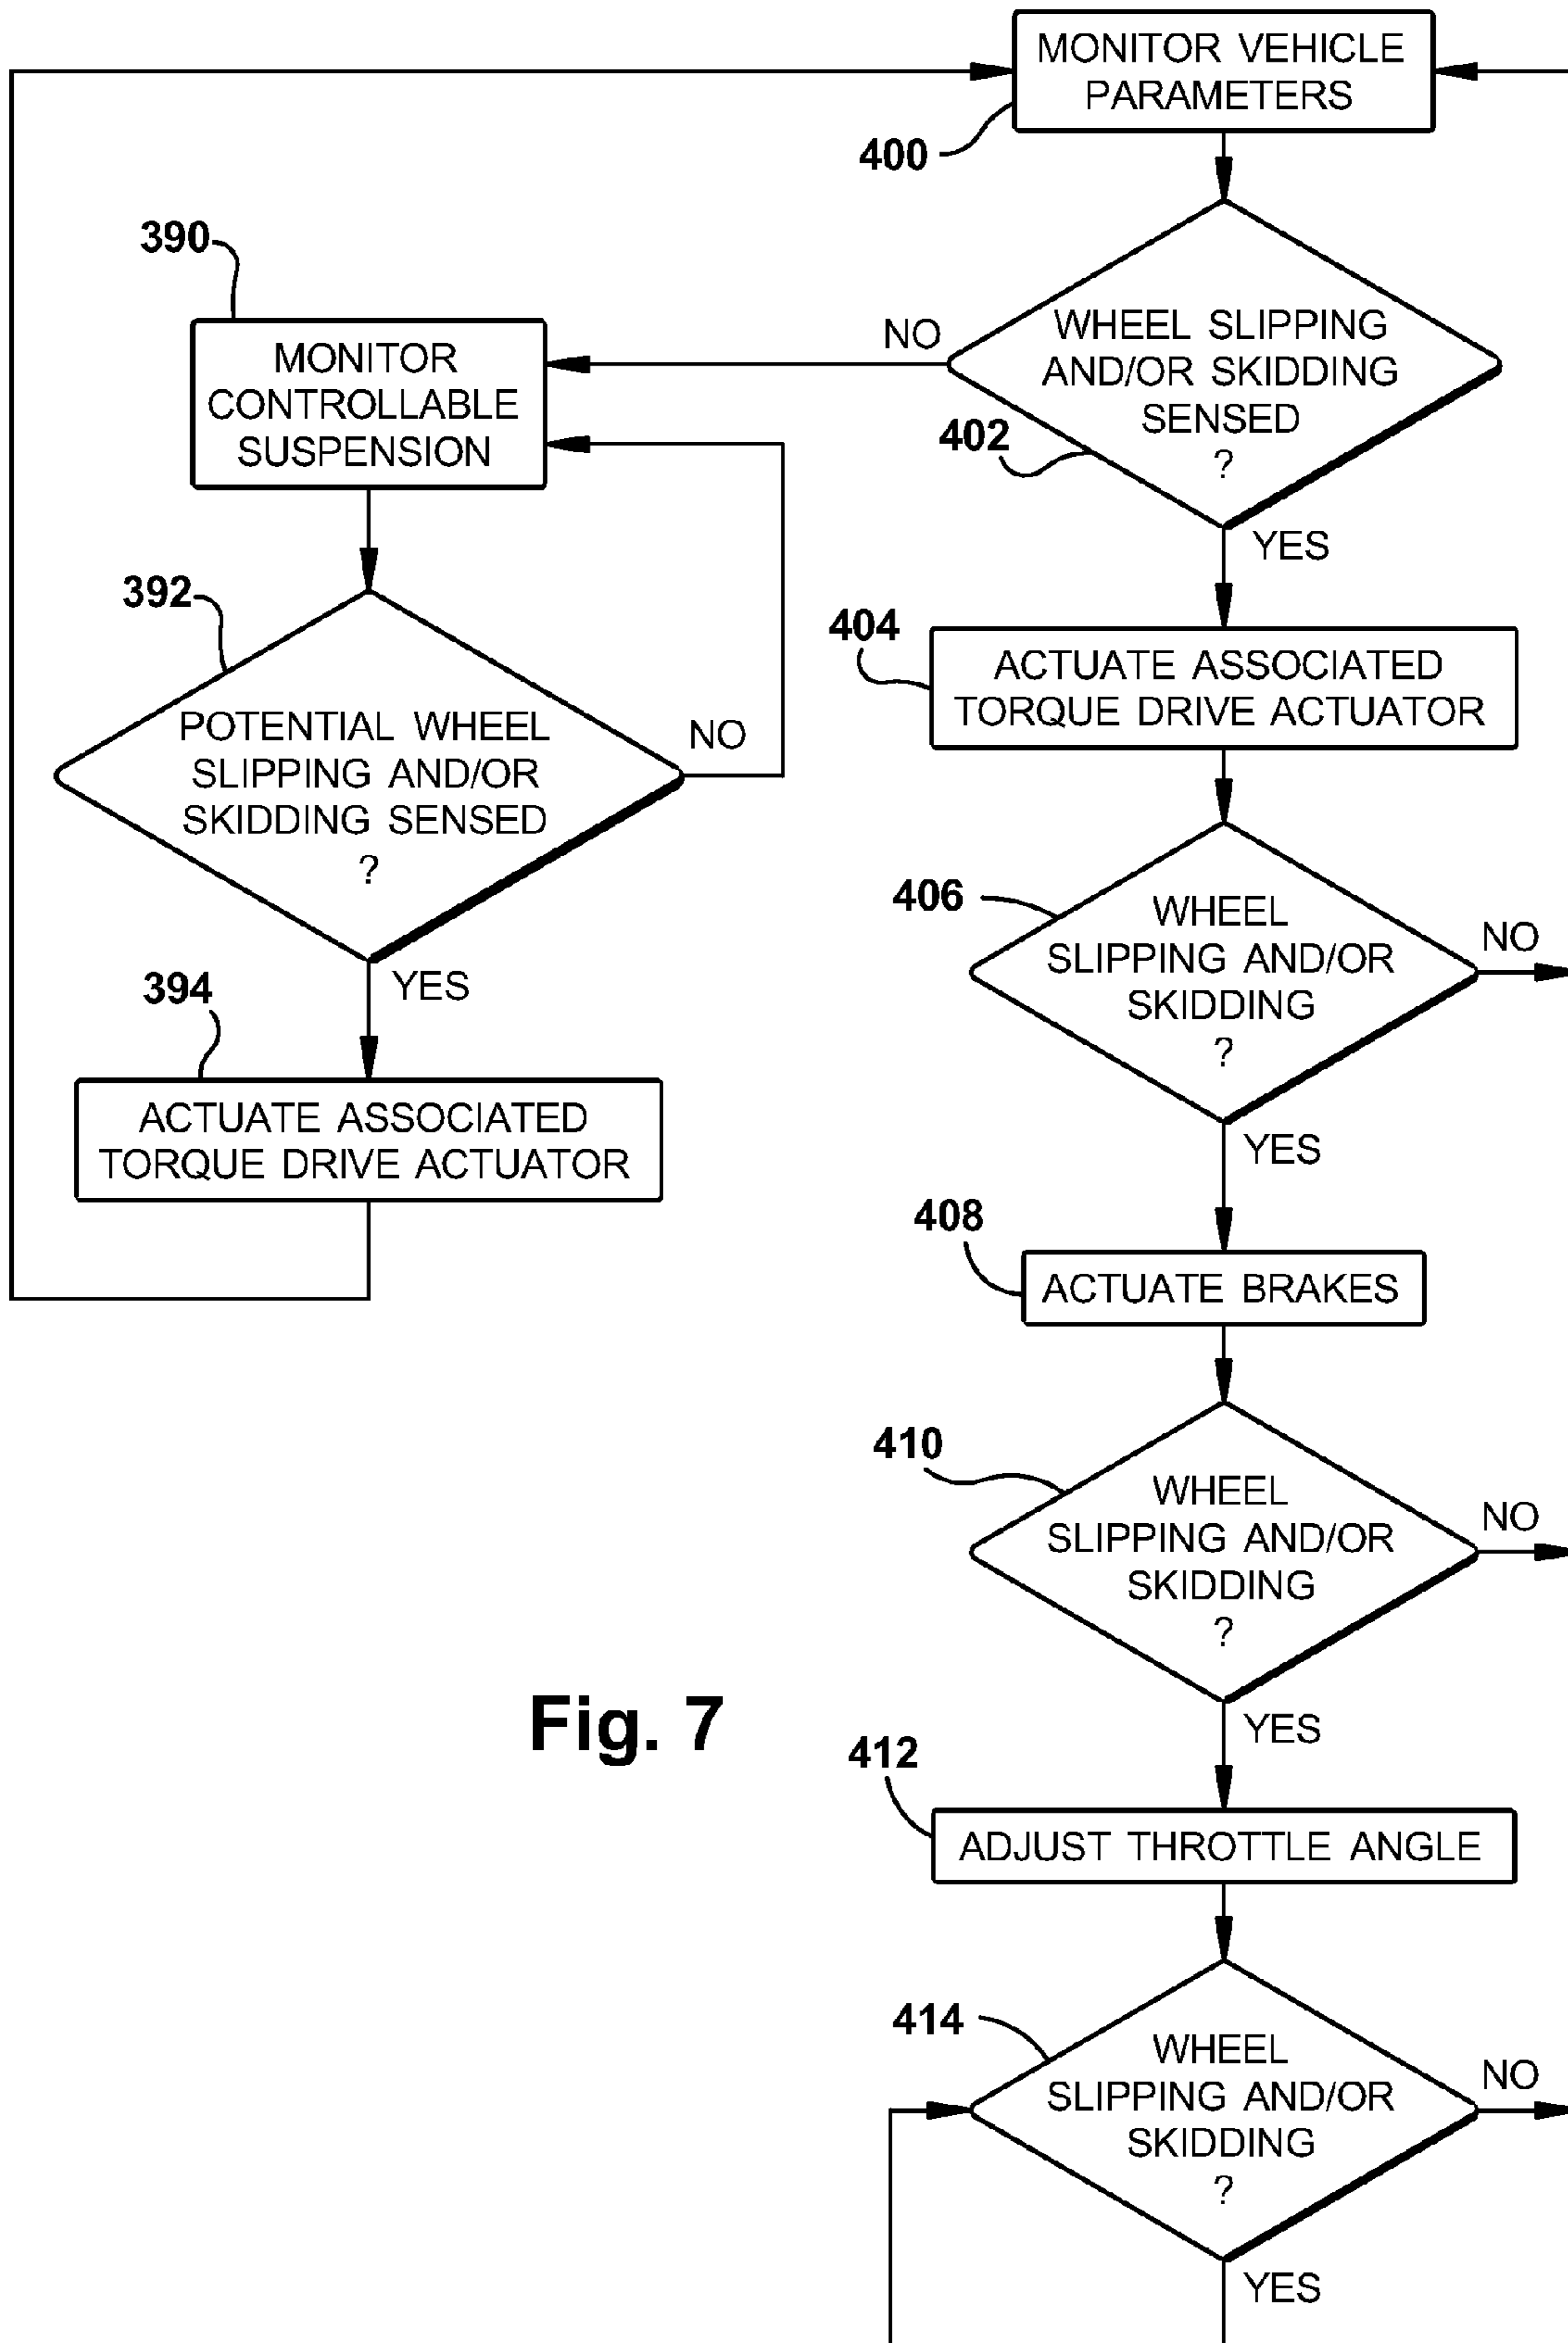 MONITOR VEHICLE
PARAMETERS
400
390
MONITOR
CONTROLLABLE
SUSPENSION
NO
WHEEL SLIPPING
AND/OR SKIDDING
SENSED
?
402
YES
392
POTENTIAL WHEEL
SLIPPING AND/OR
SKIDDING SENSED
?
NO
YES
394
ACTUATE ASSOCIATED
TORQUE DRIVE ACTUATOR
404
ACTUATE ASSOCIATED
TORQUE DRIVE ACTUATOR
406
WHEEL
SLIPPING AND/OR
SKIDDING
?
NO
YES
408
ACTUATE BRAKES
410
WHEEL
SLIPPING AND/OR
SKIDDING
?
NO
YES
Fig. 7
412
ADJUST THROTTLE ANGLE
414
WHEEL
SLIPPING AND/OR
SKIDDING
?
NO
YES